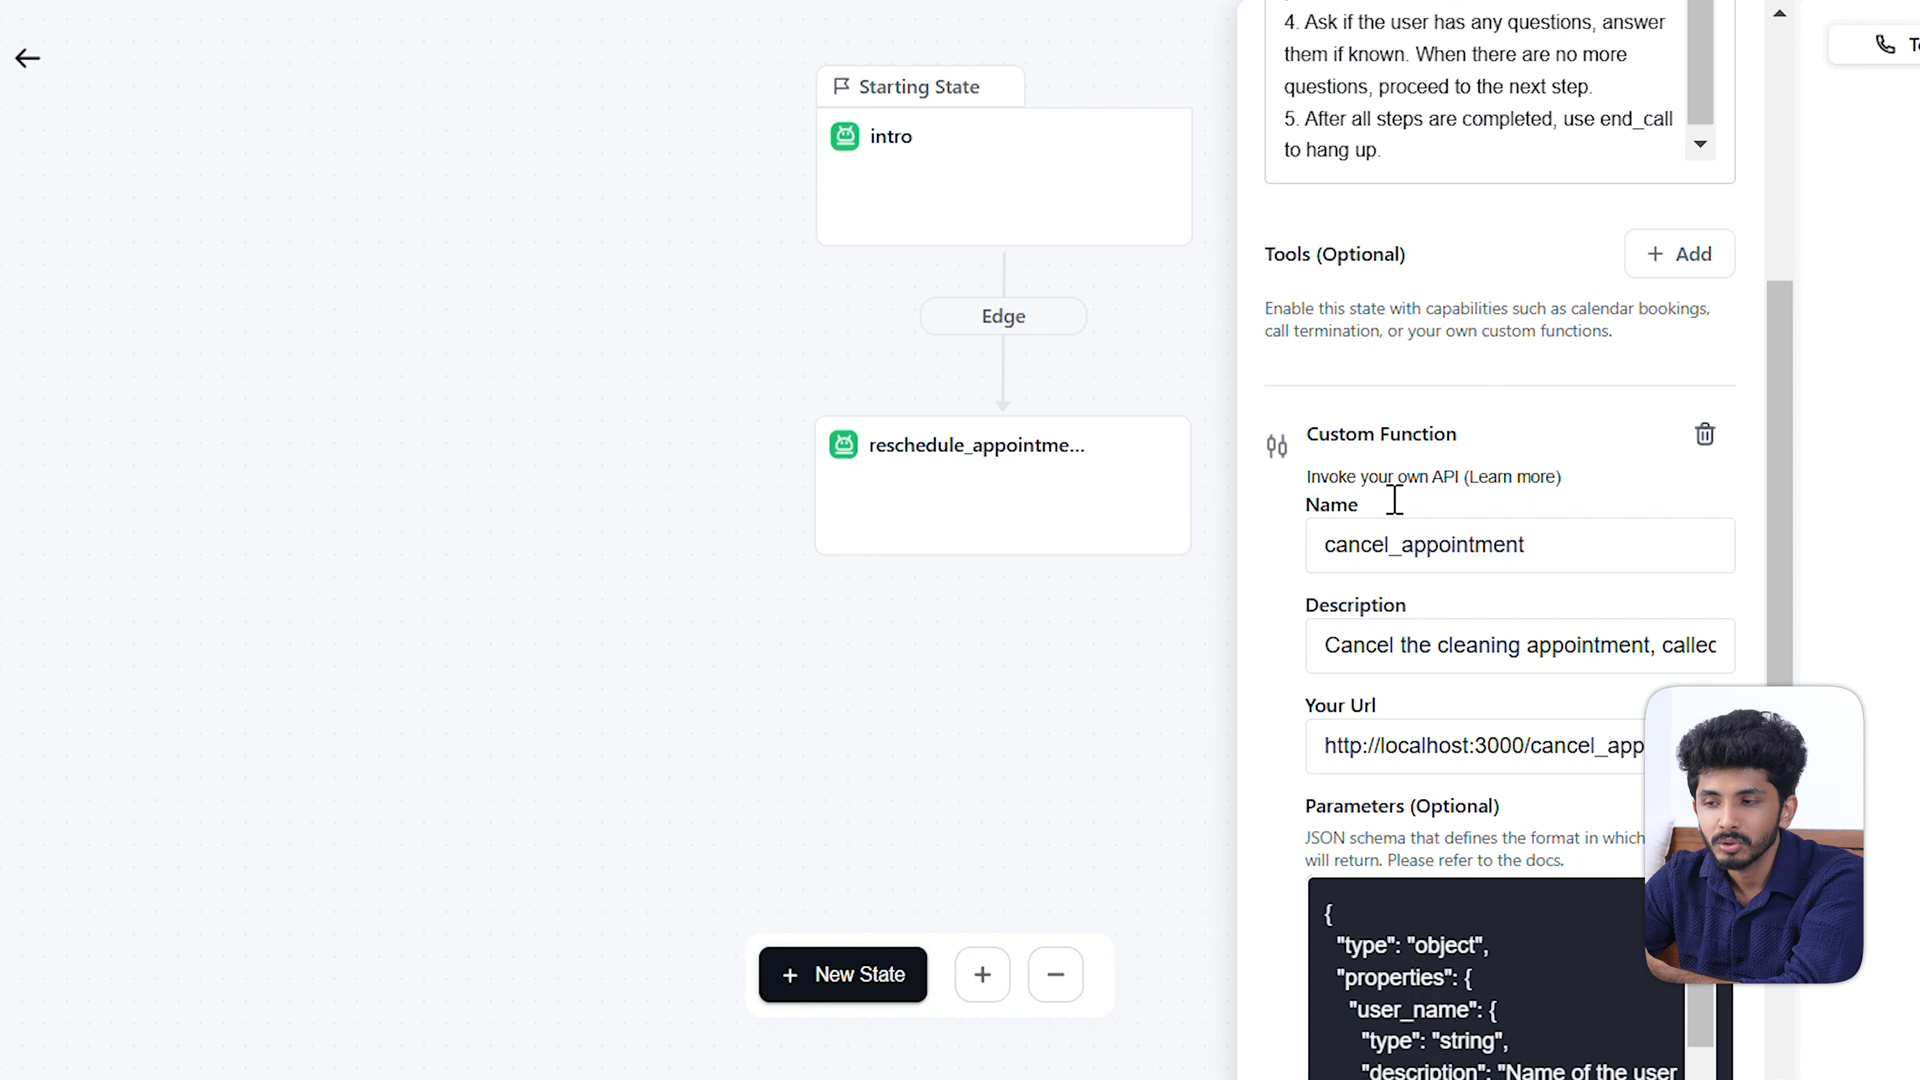 4. Ask if the user has any questions, answer
them if known. When there are no more
questions, proceed to the next step.
5. After all steps are completed, use end_call
to hang up.
Starting State
intro
Edge
reschedule_appointme...
Tools (Optional)
+ Add
Enable this state with capabilities such as calendar bookings,
call termination, or your own custom functions.
Custom Function
Invoke your own API (Learn more)
Name
cancel_appointment
Description
Cancel the cleaning appointment, called
Your Url
http://localhost:3000/cancel_app
Parameters (Optional)
JSON schema that defines the format in which
will return. Please refer to the docs.
{
"type": "object",
"properties": {
"user_name": {
"type": "string",
"description": "Name of the user
+ New State